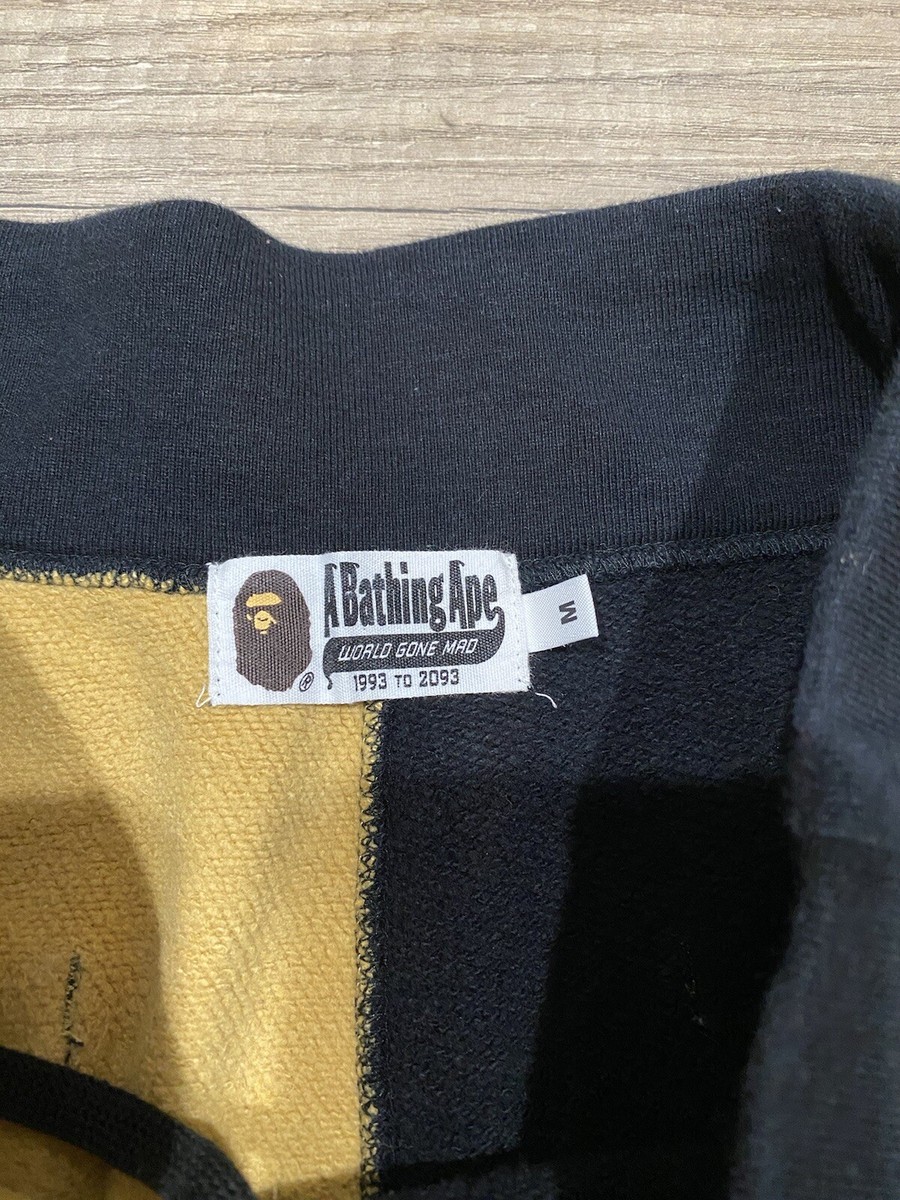 A Bathing Ape
WORLD GONE MAD
® 1993 TO 2093
M